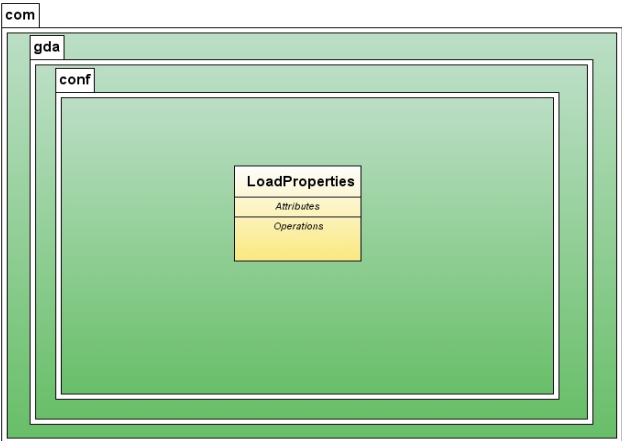 com
gda
conf
LoadProperties
Attributes
Operations